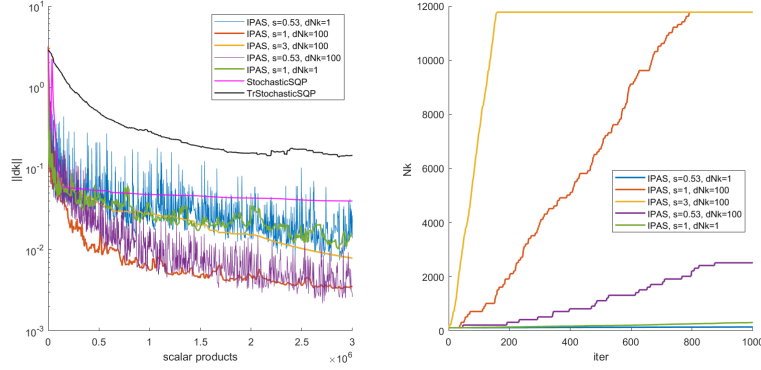 10^1
10^0
10^-1
10^-2
10^-3
||dk||
0
0.5
1
1.5
2
2.5
3
×10^6
scalar products
IPAS, s=0.53, dNk=1
IPAS, s=1, dNk=100
IPAS, s=3, dNk=100
IPAS, s=0.53, dNk=100
IPAS, s=1, dNk=1
StochasticSQP
TrStochasticSQP
12000
10000
8000
6000
4000
2000
0
Nk
0
200
400
600
800
1000
iter
IPAS, s=0.53, dNk=1
IPAS, s=1, dNk=100
IPAS, s=3, dNk=100
IPAS, s=0.53, dNk=100
IPAS, s=1, dNk=1